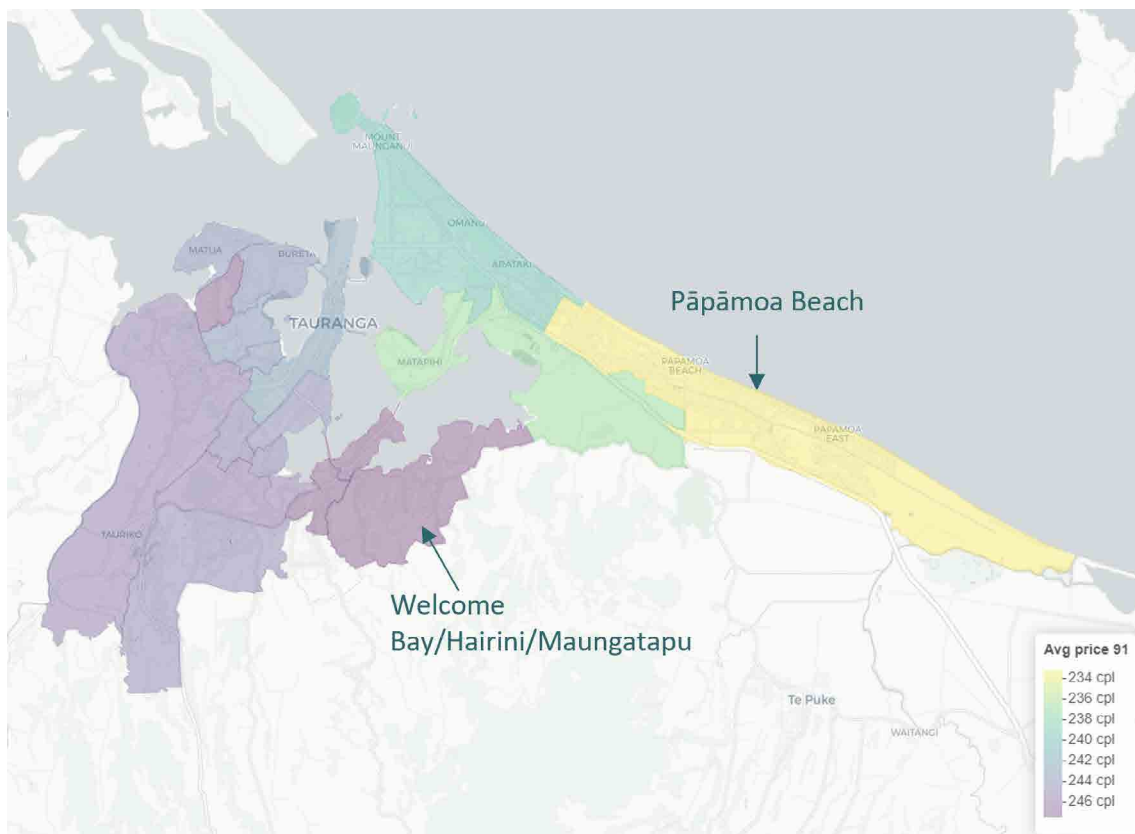 MOUNT
MAUNGANUI
OMANU
MATUA
BURETA
ARATAKI
Pāpāmoa Beach
TAURANGA
MATAPIHI
PAPAMOA
BEACH
PAPAMOA
EAST
TAURIKO
Welcome
Bay/Hairini/Maungatapu
Avg price 91
234 cpl
236 cpl
238 cpl
240 cpl
242 cpl
244 cpl
246 cpl
Te Puke
WAITANGI